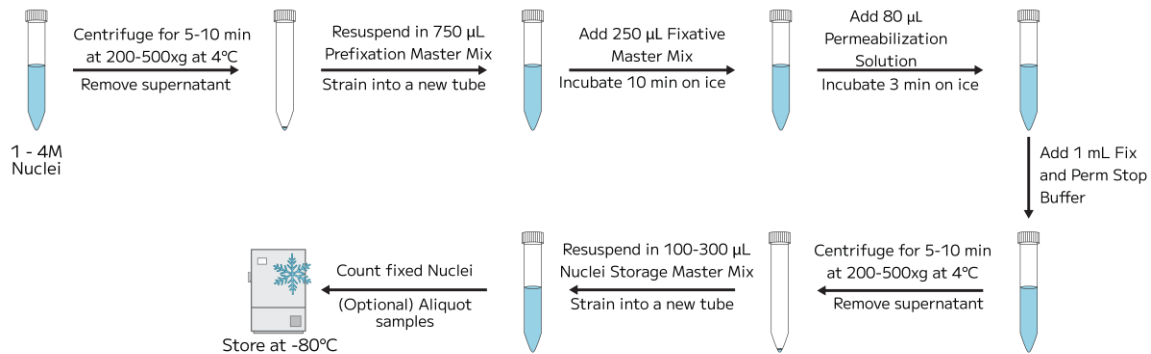 Centrifuge for 5-10 min
at 200-500xg at 4ºC
Remove supernatant
Resuspend in 750 µL
Prefixation Master Mix
Strain into a new tube
Add 250 µL Fixative
Master Mix
Incubate 10 min on ice
Add 80 µL
Permeabilization
Solution
Incubate 3 min on ice
1 - 4M
Nuclei
Add 1 mL Fix
and Perm Stop
Buffer
Centrifuge for 5-10 min
at 200-500xg at 4ºC
Remove supernatant
Resuspend in 100-300 µL
Nuclei Storage Master Mix
Strain into a new tube
Count fixed Nuclei
(Optional) Aliquot
samples
Store at -80ºC